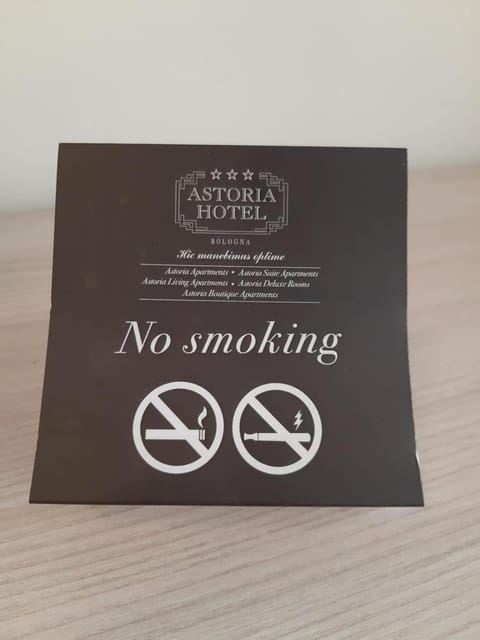 ASTORIA
HOTEL
BOLOGNA
Hic manebimus optime
Astoria Apartments • Astoria Suite Apartments
Astoria Living Apartments • Astoria Deluxe Rooms
Astoria Boutique Apartments
No smoking